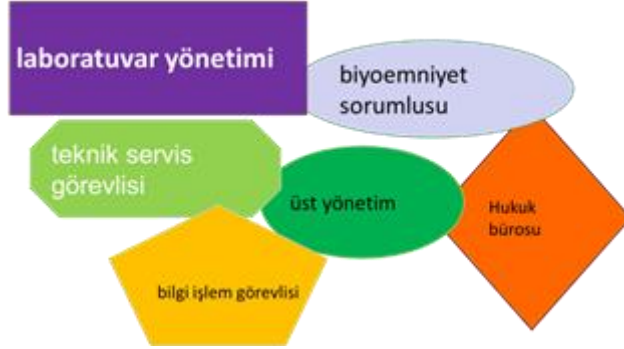 laboratuvar yönetimi
biyoemniyet
sorumlusu
teknik servis
görevlisi
üst yönetim
Hukuk
bürosu
bilgi işlem görevlisi